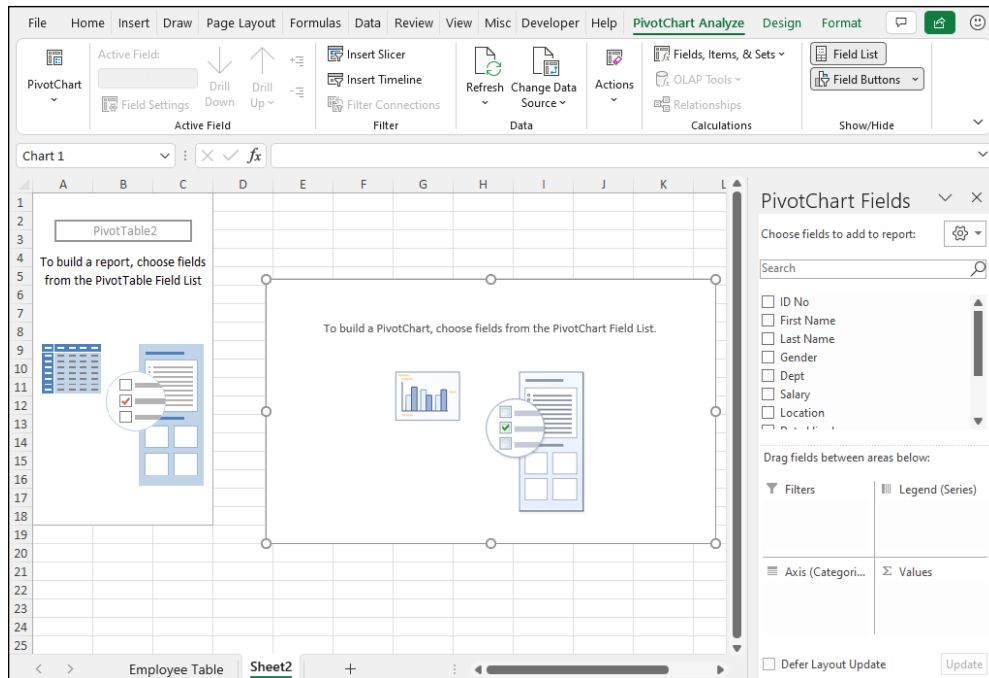 File Home Insert Draw Page Layout Formulas Data Review View Misc Developer Help PivotChart Analyze Design Format
PivotChart
Active Field:
Field Settings
Drill Down
Drill Up
Active Field
Insert Slicer
Insert Timeline
Filter Connections
Filter
Refresh
Change Data Source
Data
Actions
Fields, Items, & Sets
OLAP Tools
Relationships
Calculations
Field List
Field Buttons
Show/Hide
Chart 1
fx
A B C D E F G H I J K L
1
2
3
4
5
6
7
8
9
10
11
12
13
14
15
16
17
18
19
20
21
22
23
24
25
PivotTable2
To build a report, choose fields
from the PivotTable Field List
To build a PivotChart, choose fields from the PivotChart Field List.
PivotChart Fields
Choose fields to add to report:
Search
ID No
First Name
Last Name
Gender
Dept
Salary
Location
Drag fields between areas below:
Filters
Legend (Series)
Axis (Categori...
Σ Values
Defer Layout Update
Update
Employee Table
Sheet2